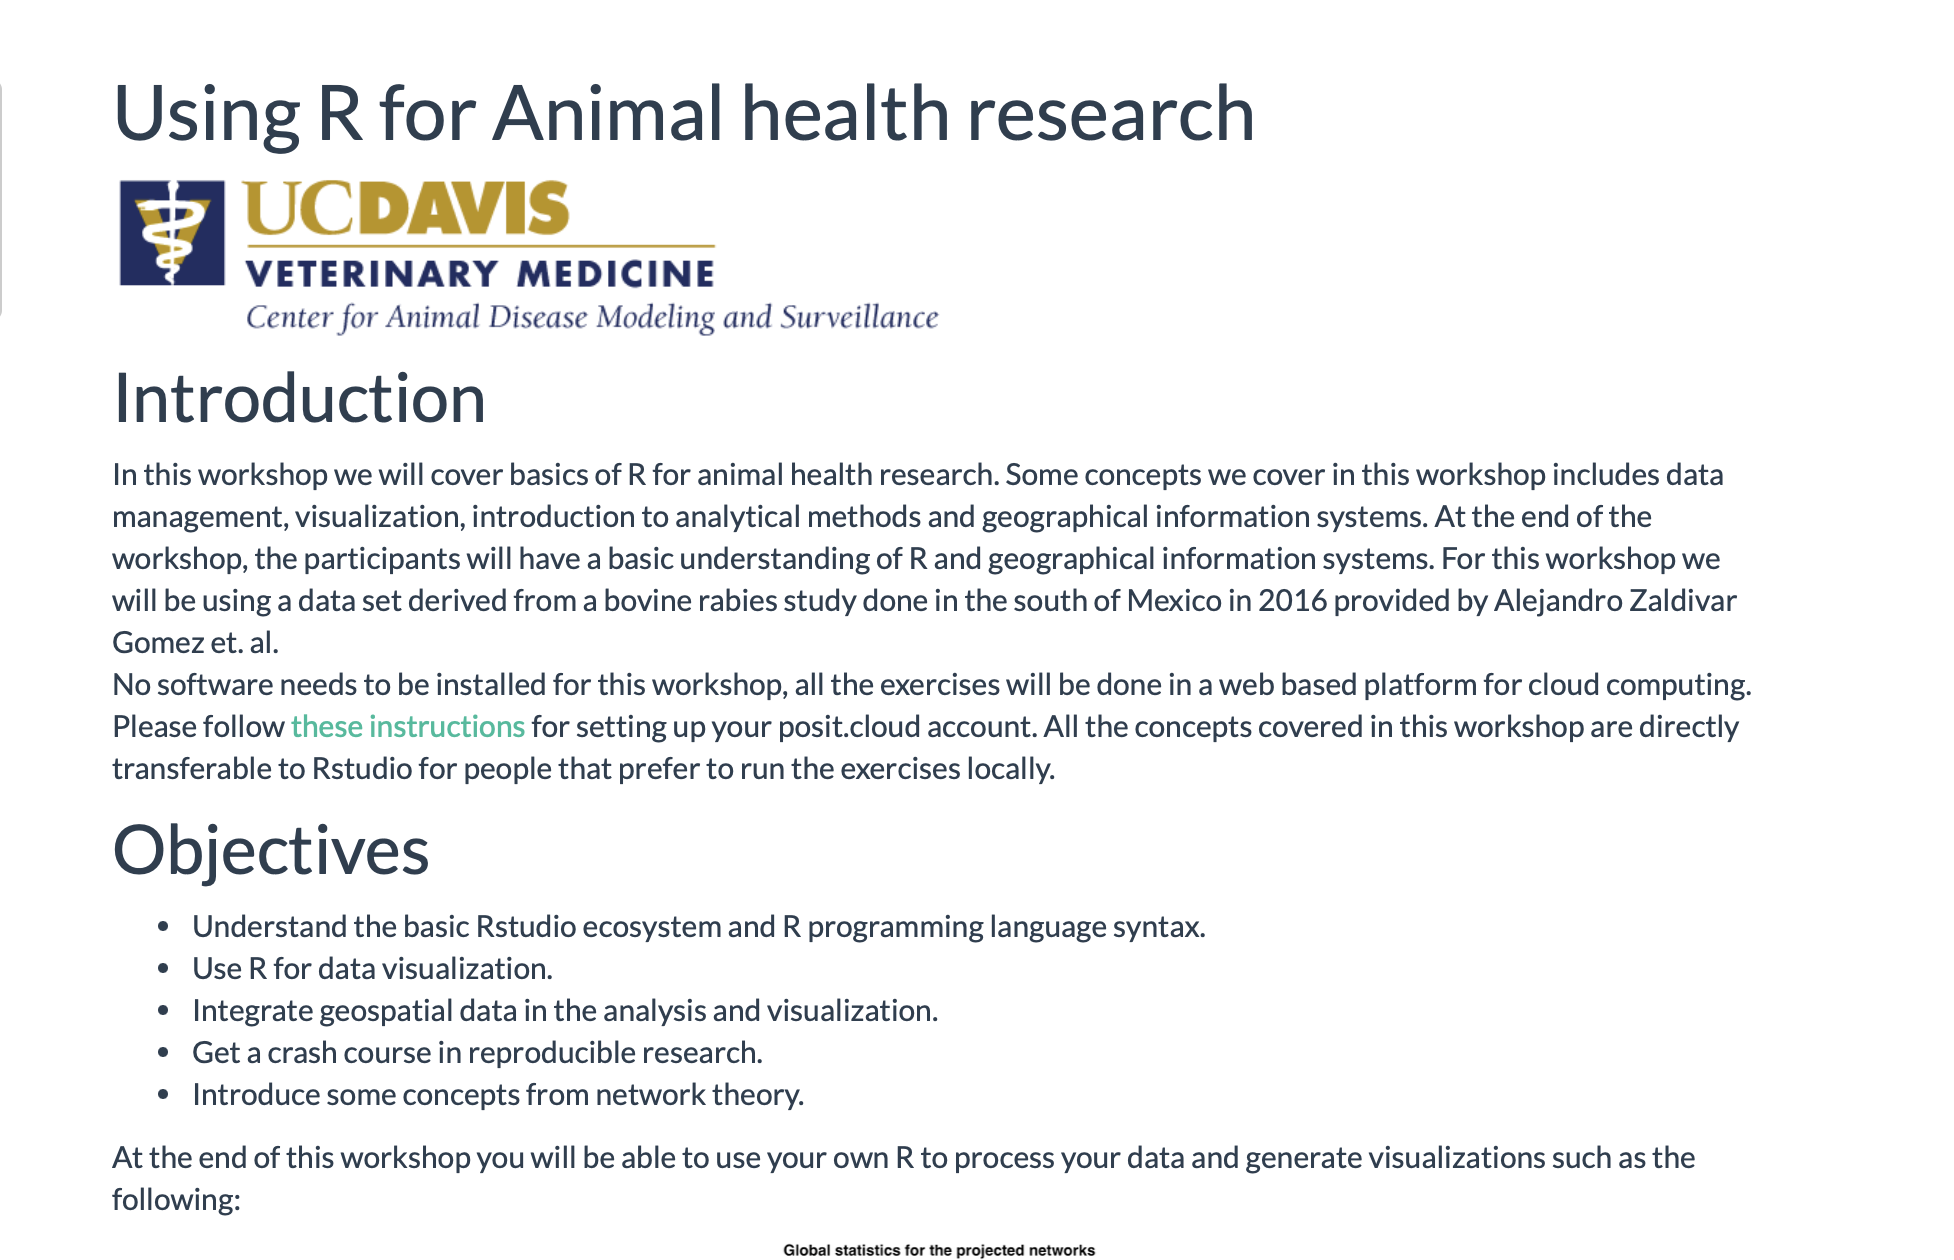 Using R for Animal health research
UCDAVIS
VETERINARY MEDICINE
Center for Animal Disease Modeling and Surveillance
Introduction
In this workshop we will cover basics of R for animal health research. Some concepts we cover in this workshop includes data
management, visualization, introduction to analytical methods and geographical information systems. At the end of the
workshop, the participants will have a basic understanding of R and geographical information systems. For this workshop we
will be using a data set derived from a bovine rabies study done in the south of Mexico in 2016 provided by Alejandro Zaldivar
Gomez et. al.
No software needs to be installed for this workshop, all the exercises will be done in a web based platform for cloud computing.
Please follow these instructions for setting up your posit.cloud account. All the concepts covered in this workshop are directly
transferable to Rstudio for people that prefer to run the exercises locally.
Objectives
• Understand the basic Rstudio ecosystem and R programming language syntax.
• Use R for data visualization.
• Integrate geospatial data in the analysis and visualization.
• Get a crash course in reproducible research.
• Introduce some concepts from network theory.
At the end of this workshop you will be able to use your own R to process your data and generate visualizations such as the
following:
Global statistics for the projected networks